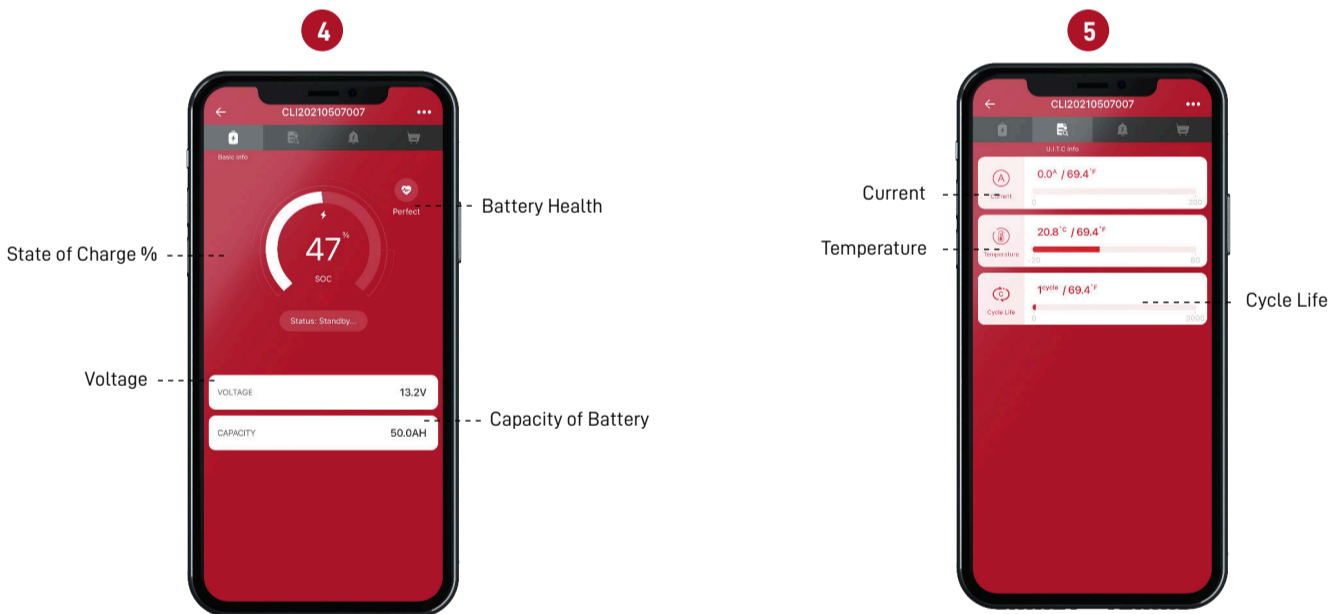 4
CLI20210507007
Basic info
Perfect
Battery Health
47%
SOC
State of Charge %
Status: Standby...
Voltage
VOLTAGE 13.2V
Capacity of Battery
CAPACITY 50.0AH
5
CLI20210507007
U.I.T.C info
0.0A / 69.4°F
Current
Current
0 200
20.8°C / 69.4°F
Temperature
Temperature
-20 80
1cycle / 69.4°F
Cycle Life
Cycle Life
0 3000